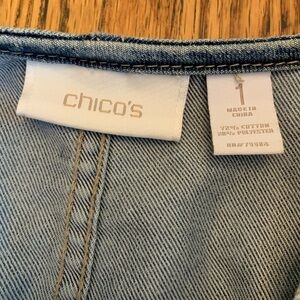 chico's
1
MADE IN
CHINA
72% COTTON
28% POLYESTER